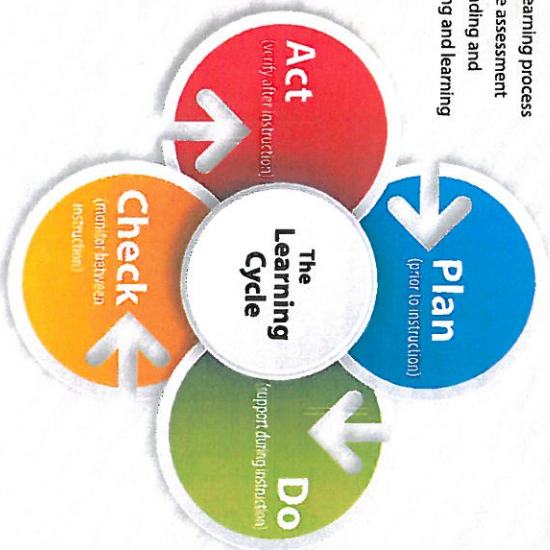 earning process
e assessment
ding and
ng and learning
Plan
(prior to instruction)
Do
(support during instruction)
Check
(monitor between
instruction)
Act
(verify after instruction)
The
Learning
Cycle